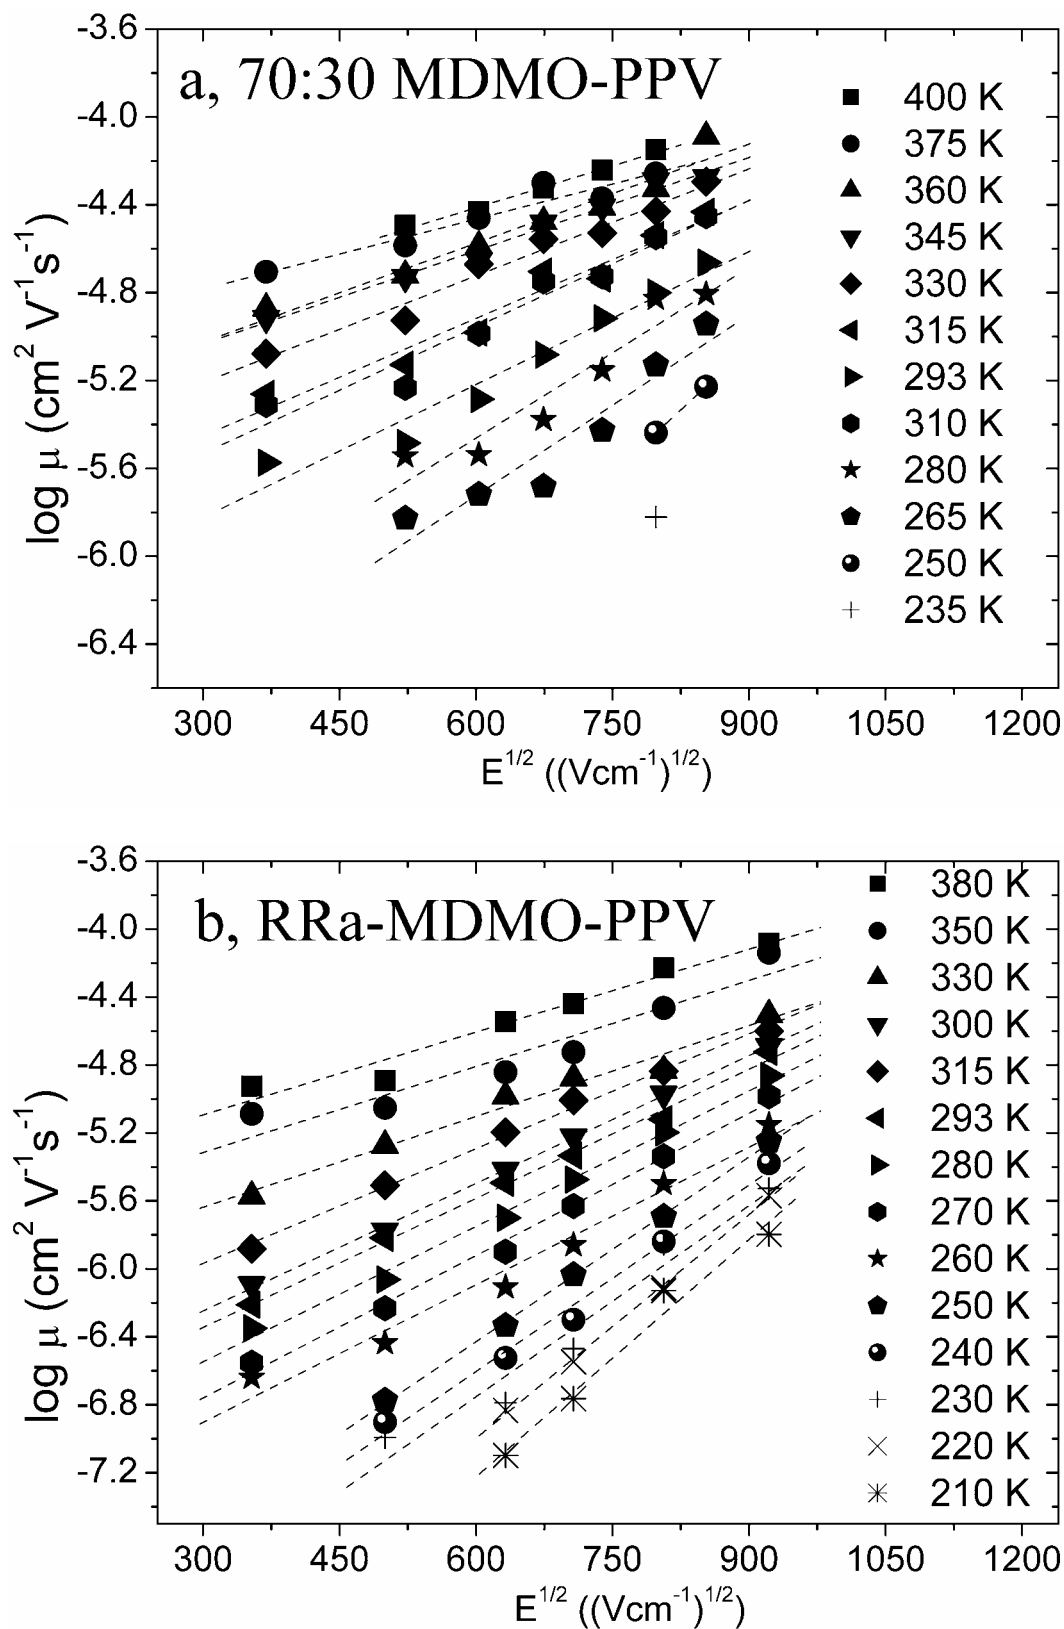 a, 70:30 MDMO-PPV
-3.6
-4.0
-4.4
-4.8
-5.2
-5.6
-6.0
-6.4
log μ (cm² V⁻¹s⁻¹)
400 K
375 K
360 K
345 K
330 K
315 K
293 K
310 K
280 K
265 K
250 K
235 K
300 450 600 750 900 1050 1200
E¹/² ((Vcm⁻¹)¹/²)
b, RRa-MDMO-PPV
-3.6
-4.0
-4.4
-4.8
-5.2
-5.6
-6.0
-6.4
-6.8
-7.2
log μ (cm² V⁻¹s⁻¹)
380 K
350 K
330 K
300 K
315 K
293 K
280 K
270 K
260 K
250 K
240 K
230 K
220 K
210 K
300 450 600 750 900 1050 1200
E¹/² ((Vcm⁻¹)¹/²)